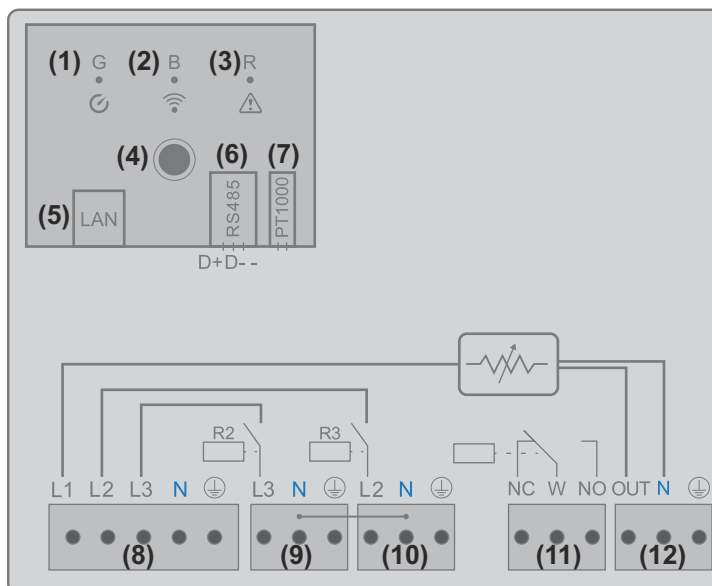 (1) G (2) B (3) R
(4) (6) (7)
(5) LAN RS485 PT1000
D+D- -
R2 R3
L1 L2 L3 N L3 N L2 N NC W NO OUT N
(8) (9) (10) (11) (12)